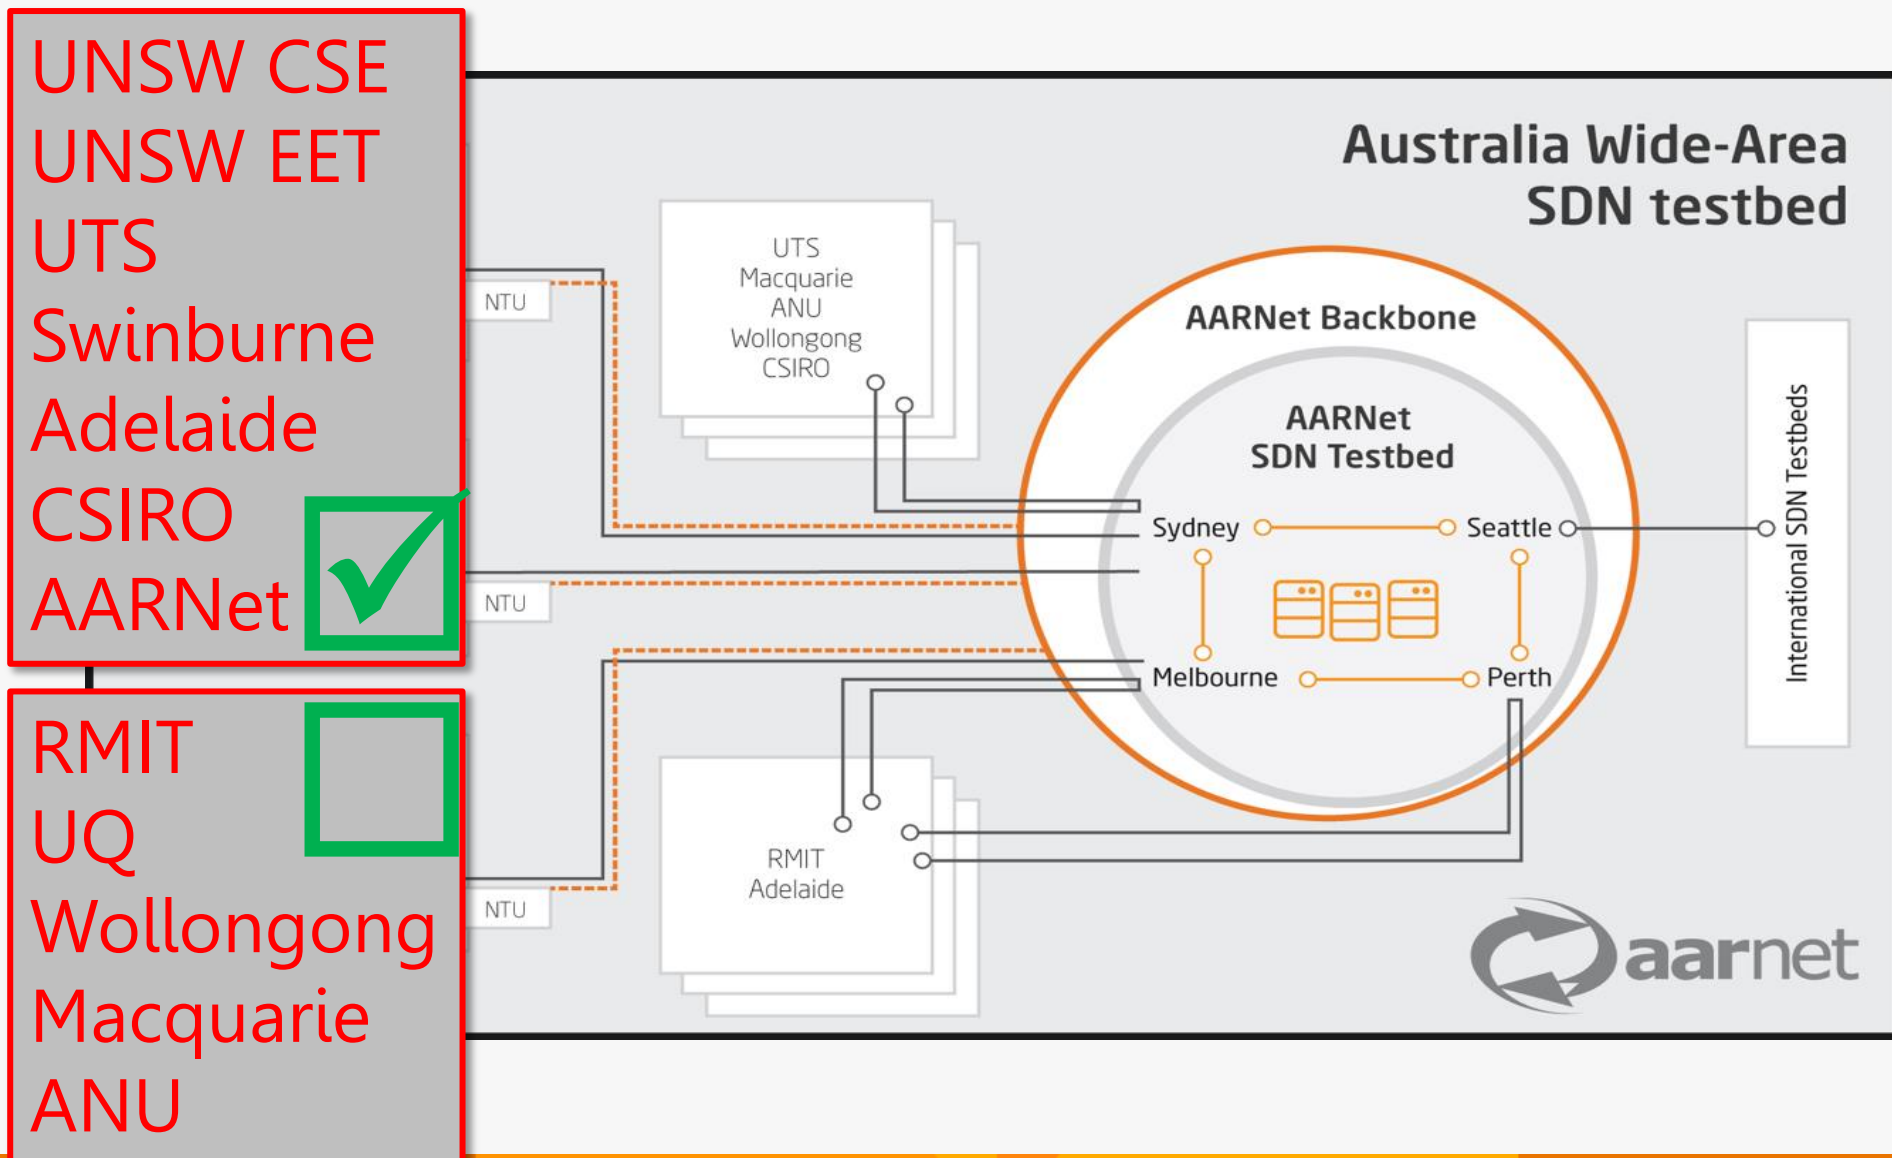 UNSW CSE
UNSW EET
UTS
Swinburne
Adelaide
CSIRO
AARNet
RMIT
UQ
Wollongong
Macquarie
ANU
Australia Wide-Area
SDN testbed
NTU
UTS
Macquarie
ANU
Wollongong
CSIRO
AARNet Backbone
AARNet
SDN Testbed
Sydney
Seattle
NTU
Melbourne
Perth
International SDN Testbeds
RMIT
Adelaide
NTU
aarnet